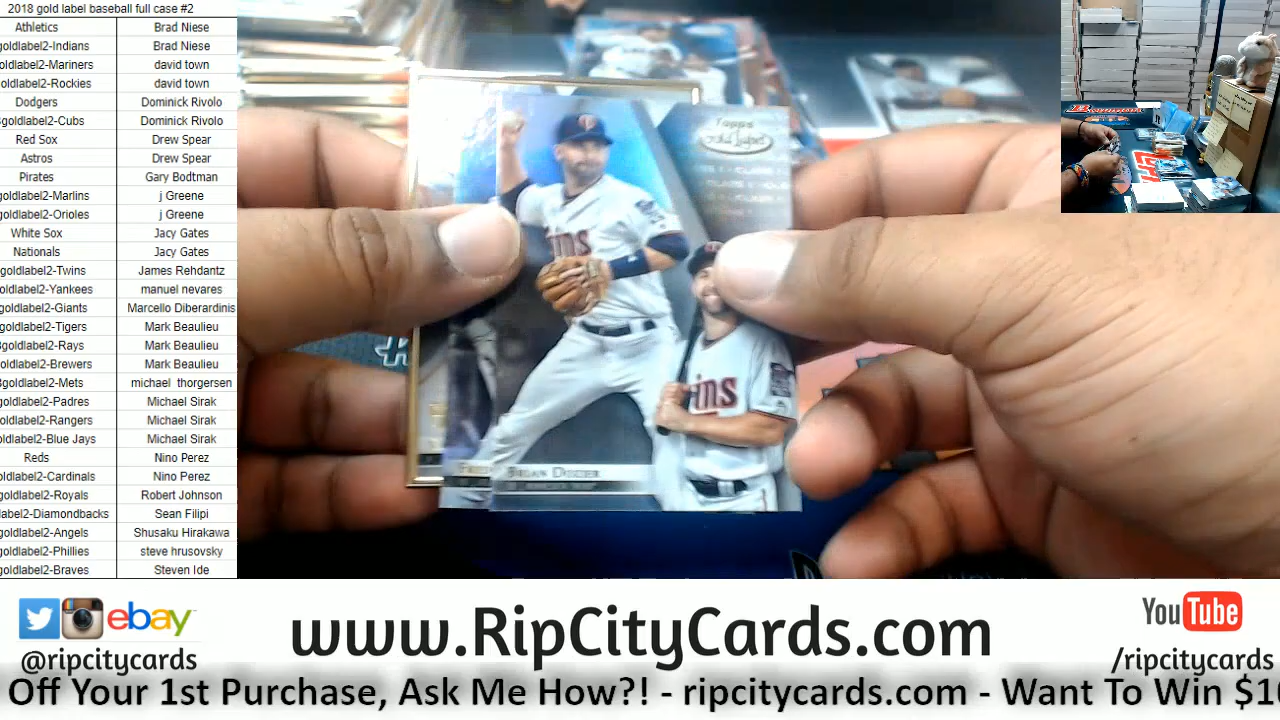 2018 gold label baseball full case #2
Athletics Brad Niese
goldlabel2-Indians Brad Niese
oldlabel2-Mariners david town
oldlabel2-Rockies david town
Dodgers Dominick Rivolo
goldlabel2-Cubs Dominick Rivolo
Red Sox Drew Spear
Astros Drew Spear
Pirates Gary Bodtman
goldlabel2-Marlins j Greene
goldlabel2-Orioles j Greene
White Sox Jacy Gates
Nationals Jacy Gates
goldlabel2-Twins James Rehdantz
goldlabel2-Yankees manuel nevares
goldlabel2-Giants Marcello Diberardinis
goldlabel2-Tigers Mark Beaulieu
goldlabel2-Rays Mark Beaulieu
goldlabel2-Brewers Mark Beaulieu
goldlabel2-Mets michael thorgersen
oldlabel2-Padres Michael Sirak
oldlabel2-Rangers Michael Sirak
oldlabel2-Blue Jays Michael Sirak
Reds Nino Perez
oldlabel2-Cardinals Nino Perez
goldlabel2-Royals Robert Johnson
label2-Diamondbacks Sean Filipi
goldlabel2-Angels Shusaku Hirakawa
goldlabel2-Phillies steve hrusovsky
goldlabel2-Braves Steven Ide
Topps
Gold Label
Brian Dozier
ebay
@ripcitycards
www.RipCityCards.com
YouTube
/ripcitycards
Off Your 1st Purchase, Ask Me How?! - ripcitycards.com - Want To Win $1